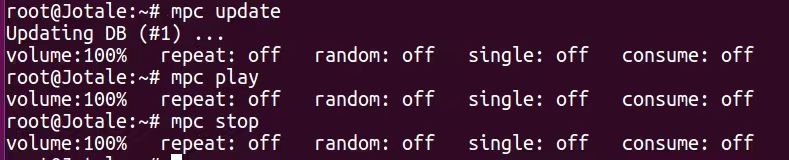 root@Jotale:~# mpc update
Updating DB (#1) ...
volume:100%   repeat: off   random: off   single: off   consume: off
root@Jotale:~# mpc play
volume:100%   repeat: off   random: off   single: off   consume: off
root@Jotale:~# mpc stop
volume:100%   repeat: off   random: off   single: off   consume: off
root@Jotale:~#